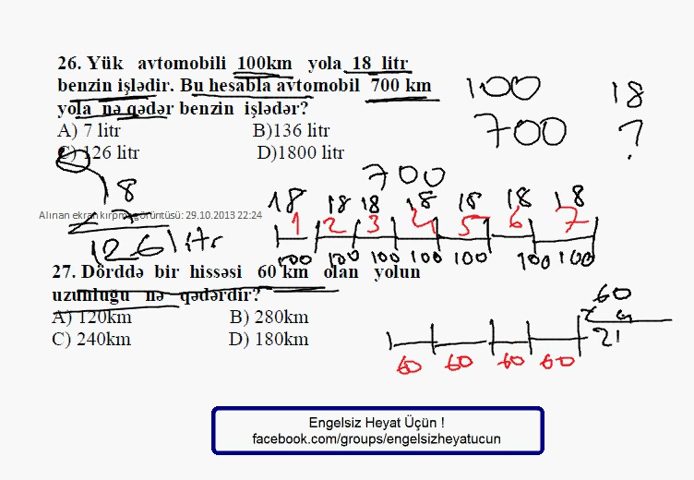 26. Yük avtomobili 100km yola 18 litr
benzin işlədir. Bu hesabla avtomobil 700 km
yola nə qədər benzin işlədər?
A) 7 litr B)136 litr
C) 126 litr D)1800 litr
100 18
700 ?
700
18 18 18 18 18 18 18
1 2 3 4 5 6 7
100 100 100 100 100 100 100
18
7
126 litr
Alınan ekran kırpma görüntüsü: 29.10.2013 22:24
27. Dörddə bir hissəsi 60 km olan yolun
uzunluğu nə qədərdir?
A) 120km B) 280km
C) 240km D) 180km
60 60 60 60
60
x 4
21
Engelsiz Heyat Üçün !
facebook.com/groups/engelsizheyatucun